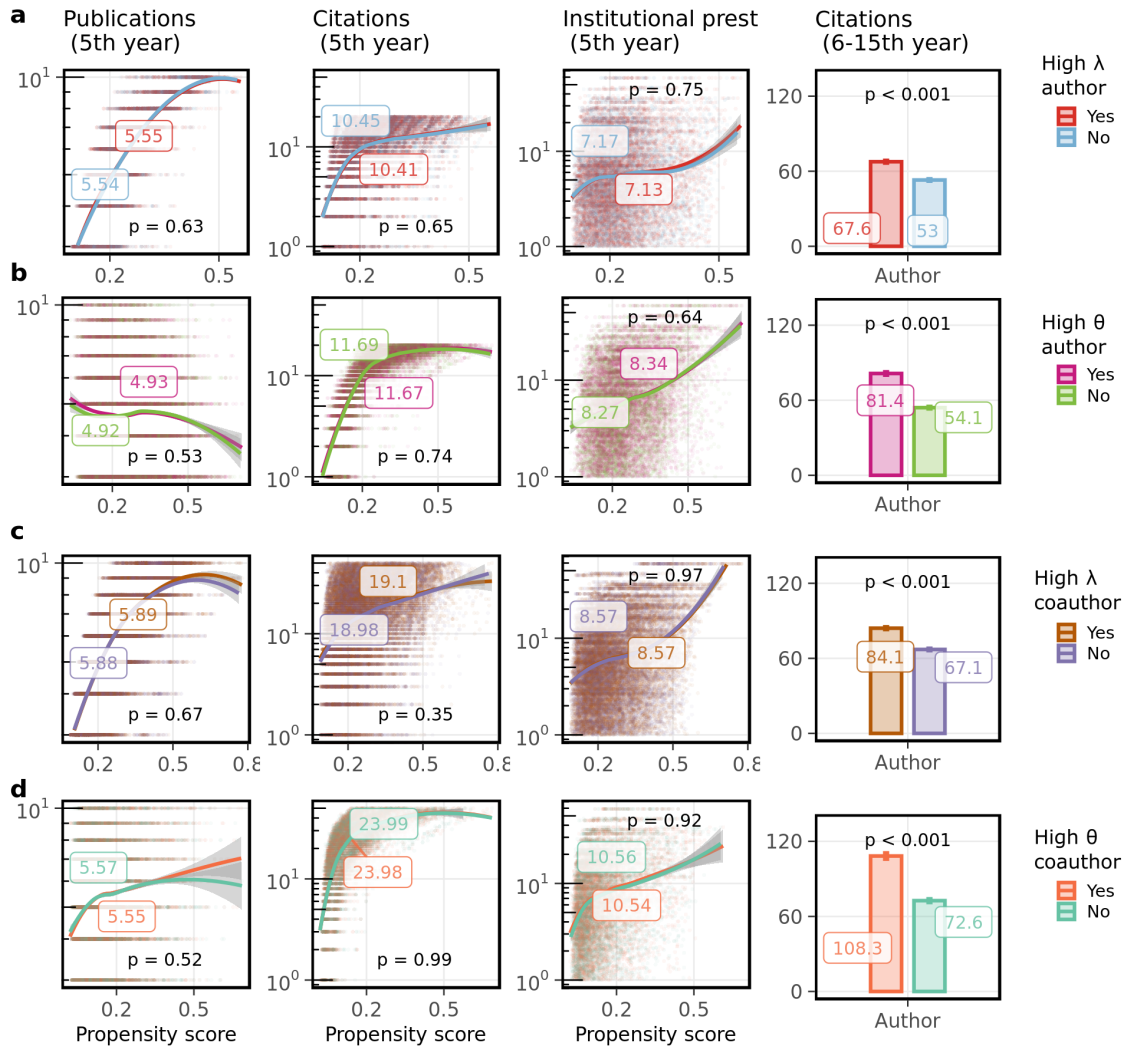 a
Publications
(5th year)
Citations
(5th year)
Institutional prest
(5th year)
Citations
(6-15th year)
10¹
5.55
5.54
p = 0.63
0.2 0.5
10¹
10⁰
10.45
10.41
p = 0.65
0.2 0.5
10¹
10⁰
p = 0.75
7.17
7.13
0.2 0.5
120
60
0
p < 0.001
67.6
53
Author
High λ
author
Yes
No
b
10¹
4.93
4.92
p = 0.53
0.2 0.5
10¹
10⁰
11.69
11.67
p = 0.74
0.2 0.5
10¹
10⁰
p = 0.64
8.34
8.27
0.2 0.5
120
60
0
p < 0.001
81.4
54.1
Author
High θ
author
Yes
No
c
10¹
5.89
5.88
p = 0.67
0.2 0.5 0.8
10¹
10⁰
19.1
18.98
p = 0.35
0.2 0.5 0.8
10¹
10⁰
p = 0.97
8.57
8.57
0.2 0.5 0.8
120
60
0
p < 0.001
84.1
67.1
Author
High λ
coauthor
Yes
No
d
10¹
5.57
5.55
p = 0.52
0.2 0.5
Propensity score
10¹
10⁰
23.99
23.98
p = 0.99
0.2 0.5
10¹
10⁰
p = 0.92
10.56
10.54
0.2 0.5
Propensity score
120
60
0
p < 0.001
108.3
72.6
Author
High θ
coauthor
Yes
No